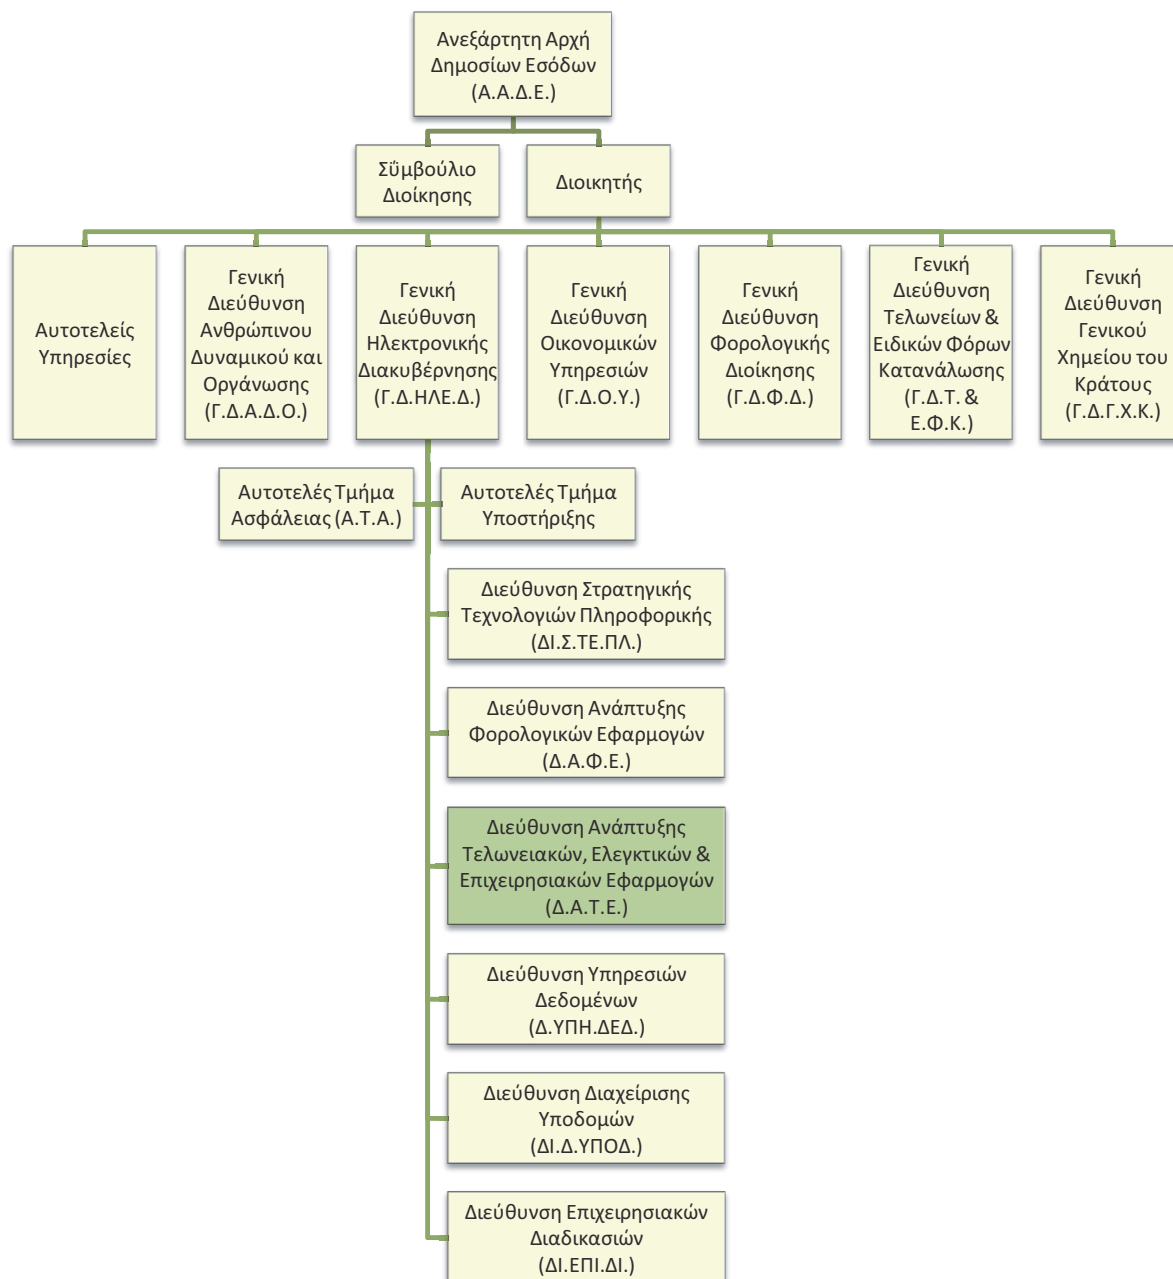 Ανεξάρτητη Αρχή
Δημοσίων Εσόδων
(Α.Α.Δ.Ε.)
Σΰμβούλιο
Διοίκησης
Διοικητής
Αυτοτελείς
Υπηρεσίες
Γενική
Διεύθυνση
Ανθρώπινου
Δυναμικού και
Οργάνωσης
(Γ.Δ.Α.Δ.Ο.)
Γενική
Διεύθυνση
Ηλεκτρονικής
Διακυβέρνησης
(Γ.Δ.ΗΛΕ.Δ.)
Γενική
Διεύθυνση
Οικονομικών
Υπηρεσιών
(Γ.Δ.Ο.Υ.)
Γενική
Διεύθυνση
Φορολογικής
Διοίκησης
(Γ.Δ.Φ.Δ.)
Γενική
Διεύθυνση
Τελωνείων &
Ειδικών Φόρων
Κατανάλωσης
(Γ.Δ.Τ. &
Ε.Φ.Κ.)
Γενική
Διεύθυνση
Γενικού
Χημείου του
Κράτους
(Γ.Δ.Γ.Χ.Κ.)
Αυτοτελές Τμήμα
Ασφάλειας (Α.Τ.Α.)
Αυτοτελές Τμήμα
Υποστήριξης
Διεύθυνση Στρατηγικής
Τεχνολογιών Πληροφορικής
(ΔΙ.Σ.ΤΕ.ΠΛ.)
Διεύθυνση Ανάπτυξης
Φορολογικών Εφαρμογών
(Δ.Α.Φ.Ε.)
Διεύθυνση Ανάπτυξης
Τελωνειακών, Ελεγκτικών &
Επιχειρησιακών Εφαρμογών
(Δ.Α.Τ.Ε.)
Διεύθυνση Υπηρεσιών
Δεδομένων
(Δ.ΥΠΗ.ΔΕΔ.)
Διεύθυνση Διαχείρισης
Υποδομών
(ΔΙ.Δ.ΥΠΟΔ.)
Διεύθυνση Επιχειρησιακών
Διαδικασιών
(ΔΙ.ΕΠΙ.ΔΙ.)